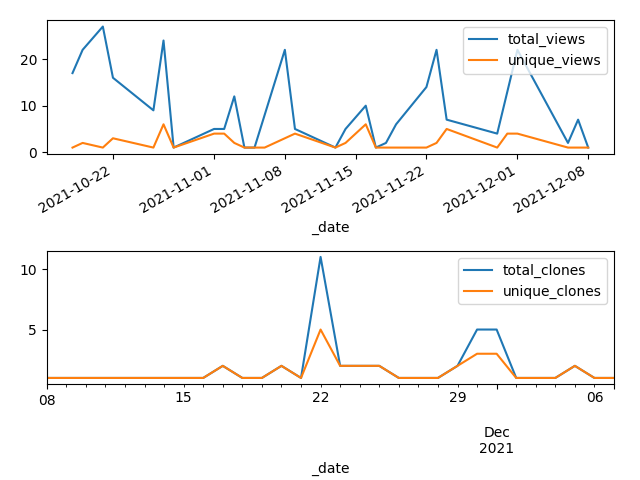 total_views
unique_views
20
10
0
2021-10-22
2021-11-01
2021-11-08
2021-11-15
2021-11-22
2021-12-01
2021-12-08
_date
total_clones
unique_clones
10
5
08
15
22
29
06
Dec
2021
_date